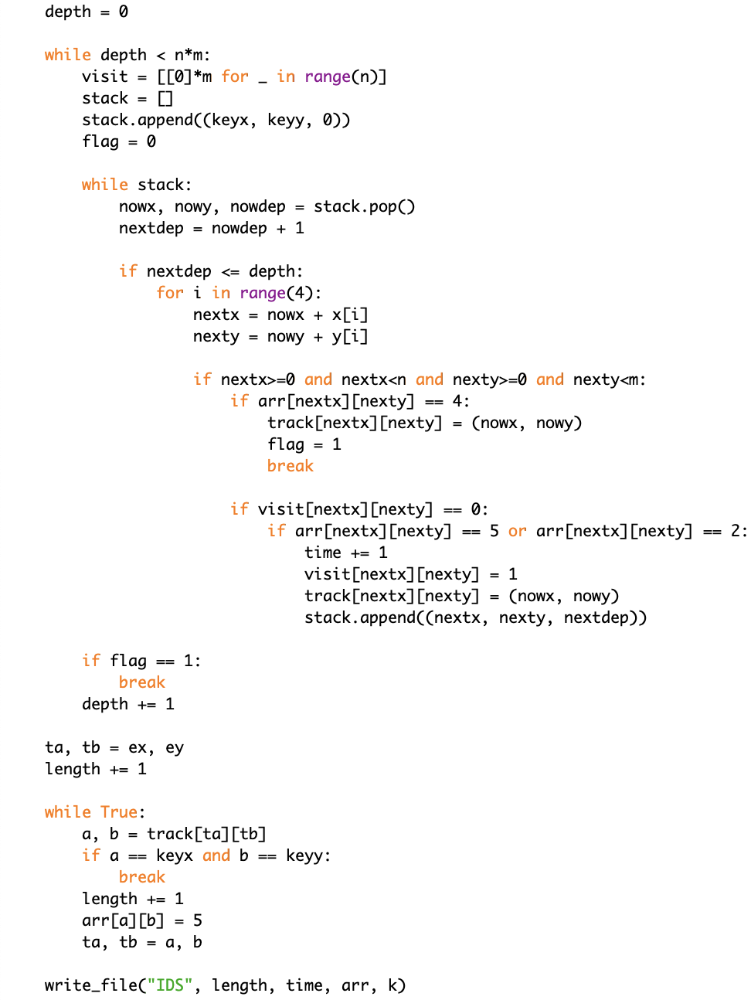 depth = 0
while depth < n*m:
visit = [[0]*m for _ in range(n)]
stack = []
stack.append((keyx, keyy, 0))
flag = 0
while stack:
nowx, nowy, nowdep = stack.pop()
nextdep = nowdep + 1
if nextdep <= depth:
for i in range(4):
nextx = nowx + x[i]
nexty = nowy + y[i]
if nextx>=0 and nextx<n and nexty>=0 and nexty<m:
if arr[nextx][nexty] == 4:
track[nextx][nexty] = (nowx, nowy)
flag = 1
break
if visit[nextx][nexty] == 0:
if arr[nextx][nexty] == 5 or arr[nextx][nexty] == 2:
time += 1
visit[nextx][nexty] = 1
track[nextx][nexty] = (nowx, nowy)
stack.append((nextx, nexty, nextdep))
if flag == 1:
break
depth += 1
ta, tb = ex, ey
length += 1
while True:
a, b = track[ta][tb]
if a == keyx and b == keyy:
break
length += 1
arr[a][b] = 5
ta, tb = a, b
write_file("IDS", length, time, arr, k)